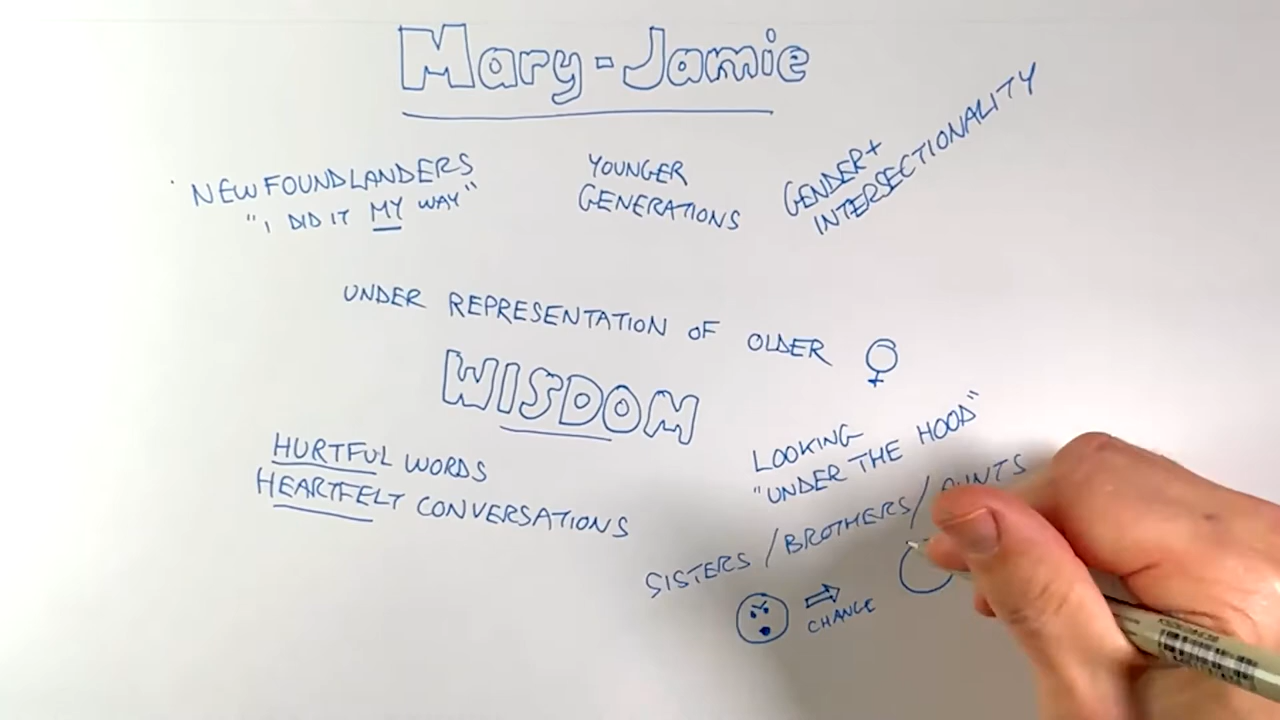 Mary-Jamie
NEWFOUNDLANDERS
"I DID IT MY WAY"
YOUNGER
GENERATIONS
GENDER+
INTERSECTIONALITY
UNDER REPRESENTATION OF OLDER ♀
WISDOM
HURTFUL WORDS
HEARTFELT CONVERSATIONS
LOOKING
"UNDER THE HOOD"
SISTERS / BROTHERS / AUNTS
CHANGE